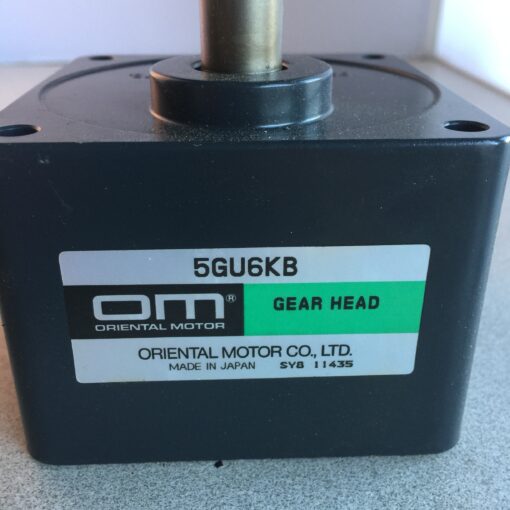 5GU6KB
om®
ORIENTAL MOTOR
GEAR HEAD
ORIENTAL MOTOR CO., LTD.
MADE IN JAPAN SY8 11435